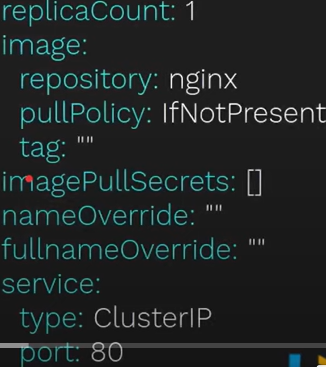 replicaCount: 1
image:
repository: nginx
pullPolicy: IfNotPresent
tag: ""
imagePullSecrets: []
nameOverride: ""
fullnameOverride: ""
service:
type: ClusterIP
port: 80